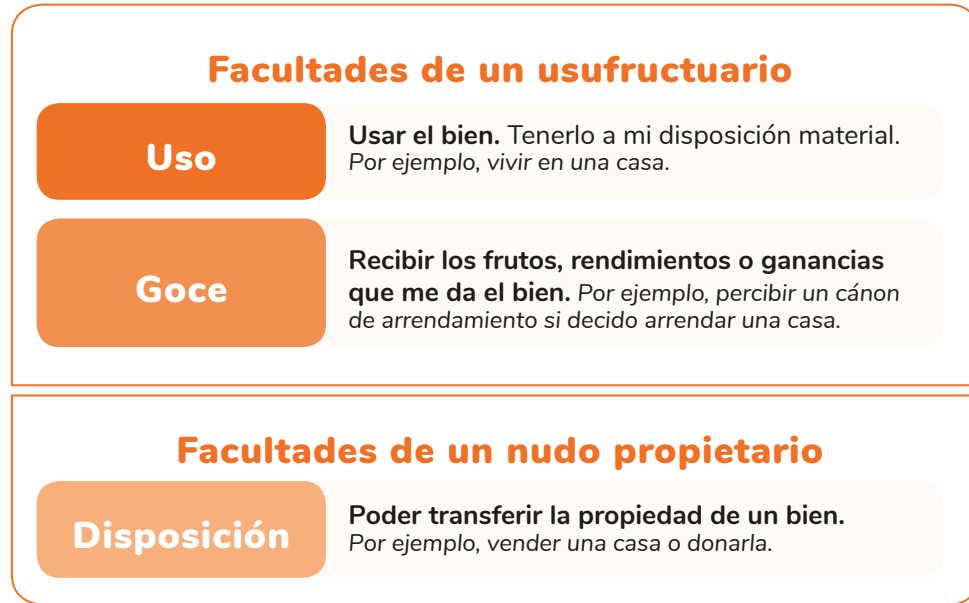 Facultades de un usufructuario
Uso
Usar el bien. Tenerlo a mi disposición material.
Por ejemplo, vivir en una casa.
Goce
Recibir los frutos, rendimientos o ganancias
que me da el bien. Por ejemplo, percibir un cánon
de arrendamiento si decido arrendar una casa.
Facultades de un nudo propietario
Disposición
Poder transferir la propiedad de un bien.
Por ejemplo, vender una casa o donarla.